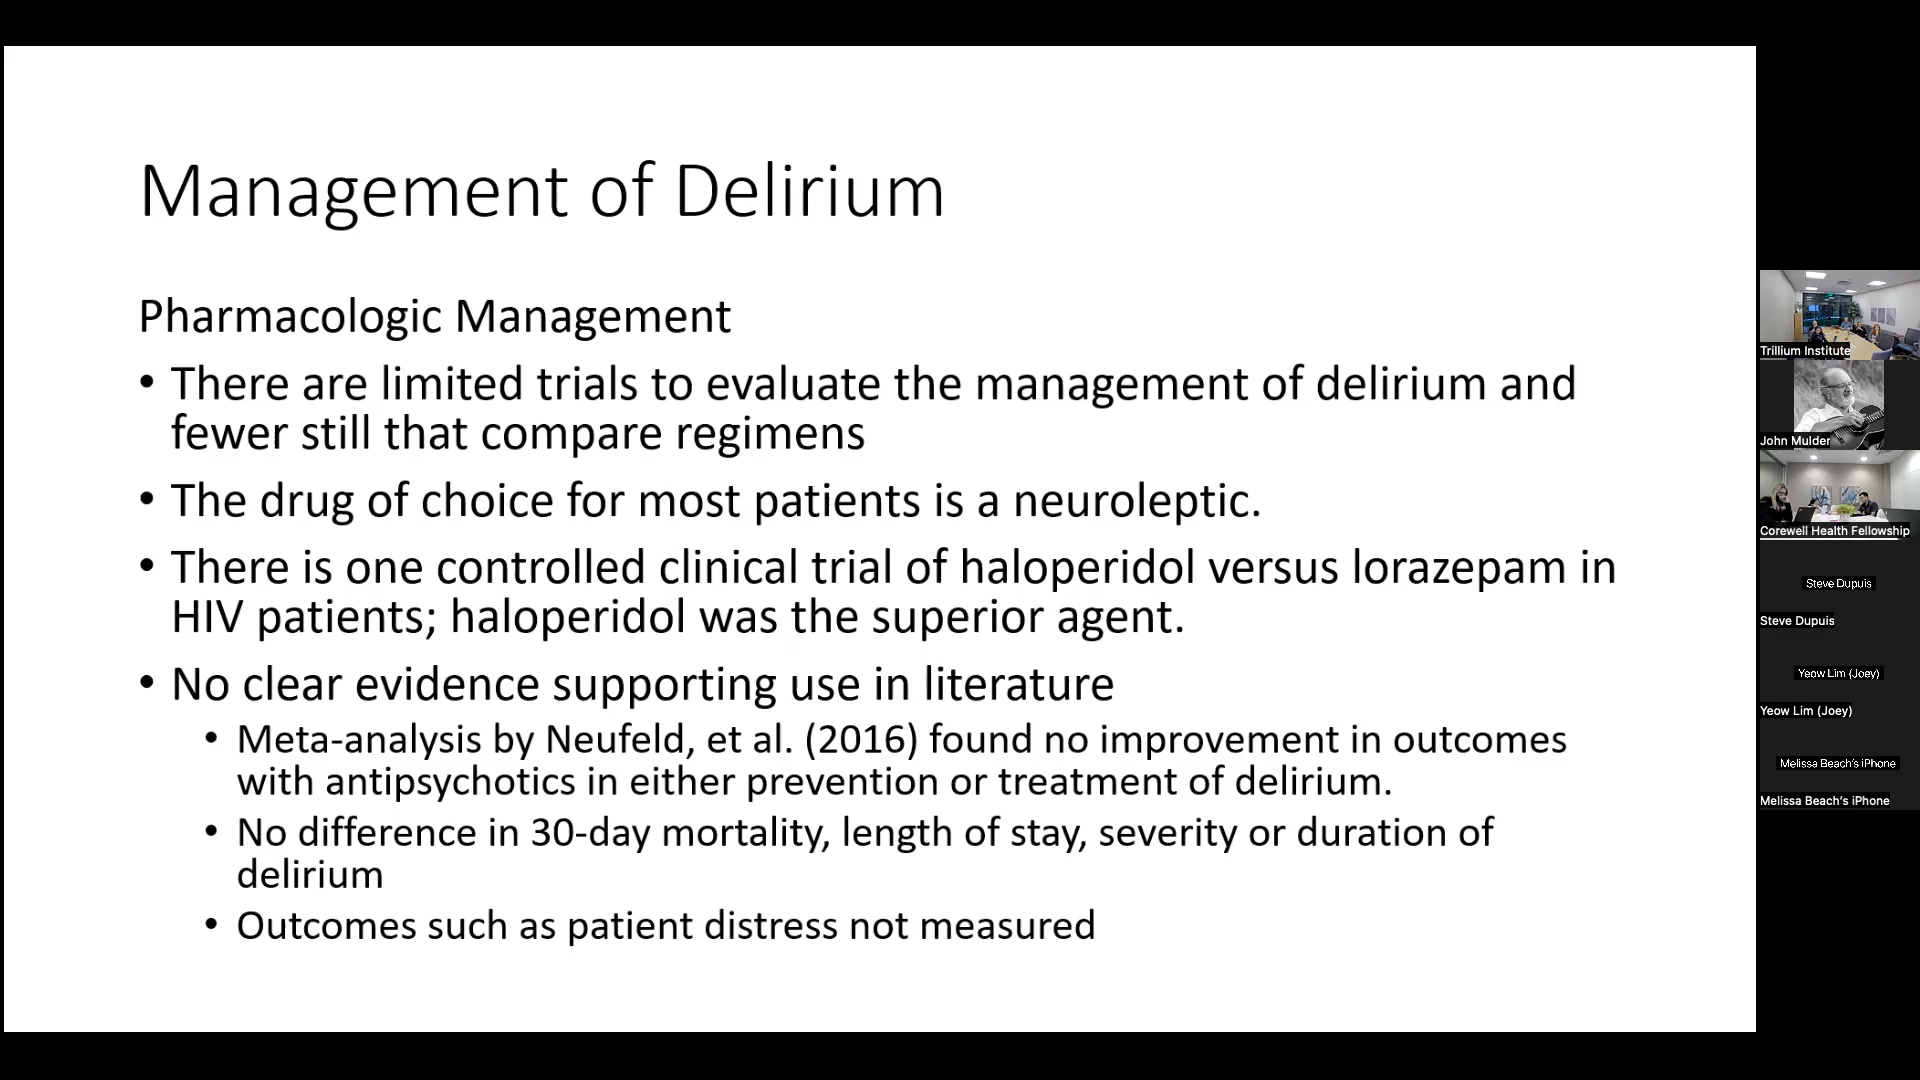 Management of Delirium
Pharmacologic Management
• There are limited trials to evaluate the management of delirium and
fewer still that compare regimens
• The drug of choice for most patients is a neuroleptic.
• There is one controlled clinical trial of haloperidol versus lorazepam in
HIV patients; haloperidol was the superior agent.
• No clear evidence supporting use in literature
• Meta-analysis by Neufeld, et al. (2016) found no improvement in outcomes
with antipsychotics in either prevention or treatment of delirium.
• No difference in 30-day mortality, length of stay, severity or duration of
delirium
• Outcomes such as patient distress not measured
Trillium Institute
John Mulder
Corewell Health Fellowship
Steve Dupuis
Steve Dupuis
Yeow Lim (Joey)
Yeow Lim (Joey)
Melissa Beach's iPhone
Melissa Beach's iPhone